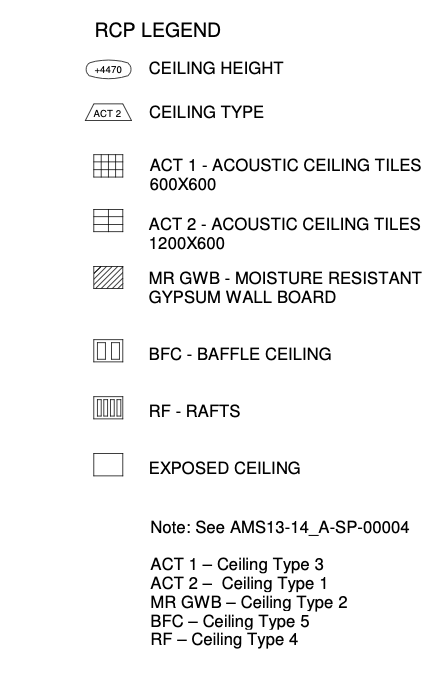 RCP LEGEND
+4470 CEILING HEIGHT
ACT 2 CEILING TYPE
ACT 1 - ACOUSTIC CEILING TILES
600X600
ACT 2 - ACOUSTIC CEILING TILES
1200X600
MR GWB - MOISTURE RESISTANT
GYPSUM WALL BOARD
BFC - BAFFLE CEILING
RF - RAFTS
EXPOSED CEILING
Note: See AMS13-14_A-SP-00004
ACT 1 – Ceiling Type 3
ACT 2 – Ceiling Type 1
MR GWB – Ceiling Type 2
BFC – Ceiling Type 5
RF – Ceiling Type 4